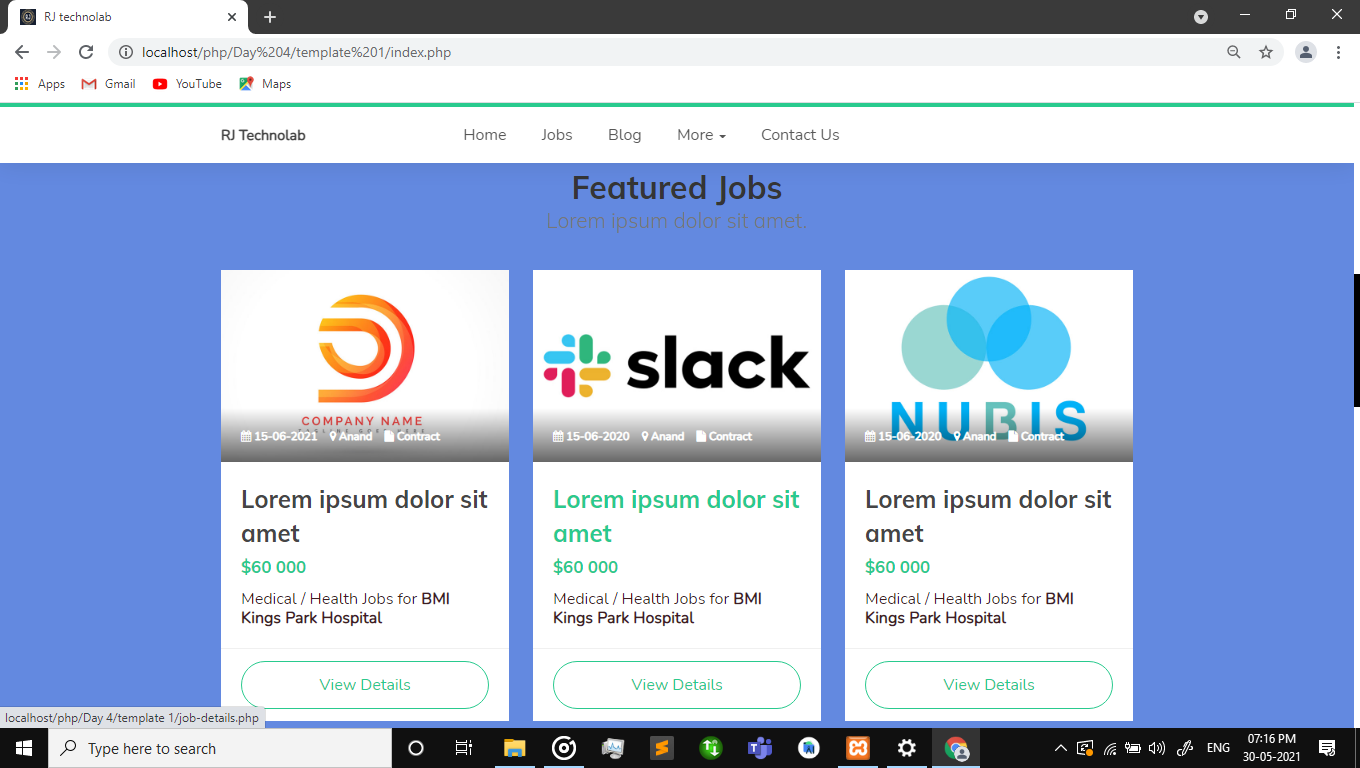 RJ technolab
localhost/php/Day%204/template%201/index.php
Apps Gmail YouTube Maps
RJ Technolab Home Jobs Blog More Contact Us
Featured Jobs
Lorem ipsum dolor sit amet.
COMPANY NAME
15-06-2021 Anand Contract
Lorem ipsum dolor sit
amet
$60 000
Medical / Health Jobs for BMI
Kings Park Hospital
View Details
slack
15-06-2020 Anand Contract
Lorem ipsum dolor sit
amet
$60 000
Medical / Health Jobs for BMI
Kings Park Hospital
View Details
NUBIS
15-06-2020 Anand Contract
Lorem ipsum dolor sit
amet
$60 000
Medical / Health Jobs for BMI
Kings Park Hospital
View Details
localhost/php/Day 4/template 1/job-details.php
Type here to search
ENG
07:16 PM
30-05-2021